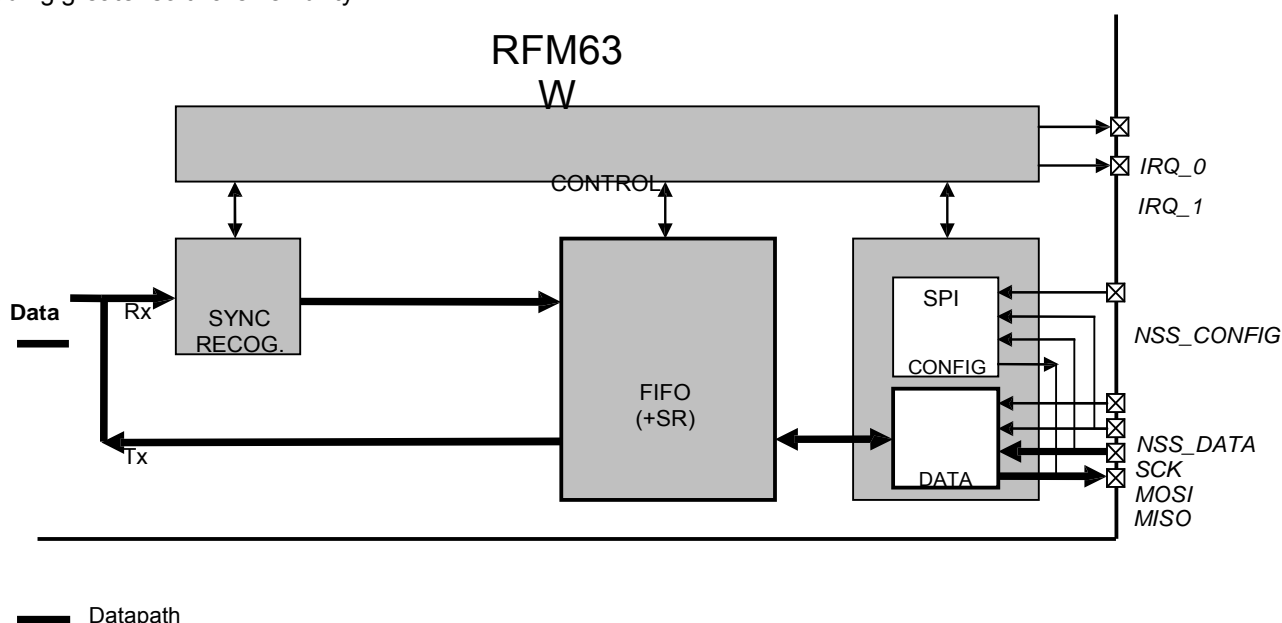 RFM63
W
CONTROL
IRQ_0
IRQ_1
Data
Rx
SYNC
RECOG.
SPI
CONFIG
NSS_CONFIG
FIFO
(+SR)
Tx
DATA
NSS_DATA
SCK
MOSI
MISO
Datapath